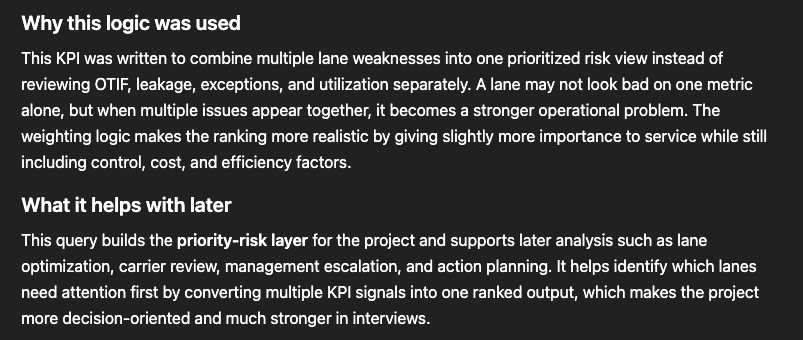 Why this logic was used
This KPI was written to combine multiple lane weaknesses into one prioritized risk view instead of
reviewing OTIF, leakage, exceptions, and utilization separately. A lane may not look bad on one metric
alone, but when multiple issues appear together, it becomes a stronger operational problem. The
weighting logic makes the ranking more realistic by giving slightly more importance to service while still
including control, cost, and efficiency factors.
What it helps with later
This query builds the priority-risk layer for the project and supports later analysis such as lane
optimization, carrier review, management escalation, and action planning. It helps identify which lanes
need attention first by converting multiple KPI signals into one ranked output, which makes the project
more decision-oriented and much stronger in interviews.